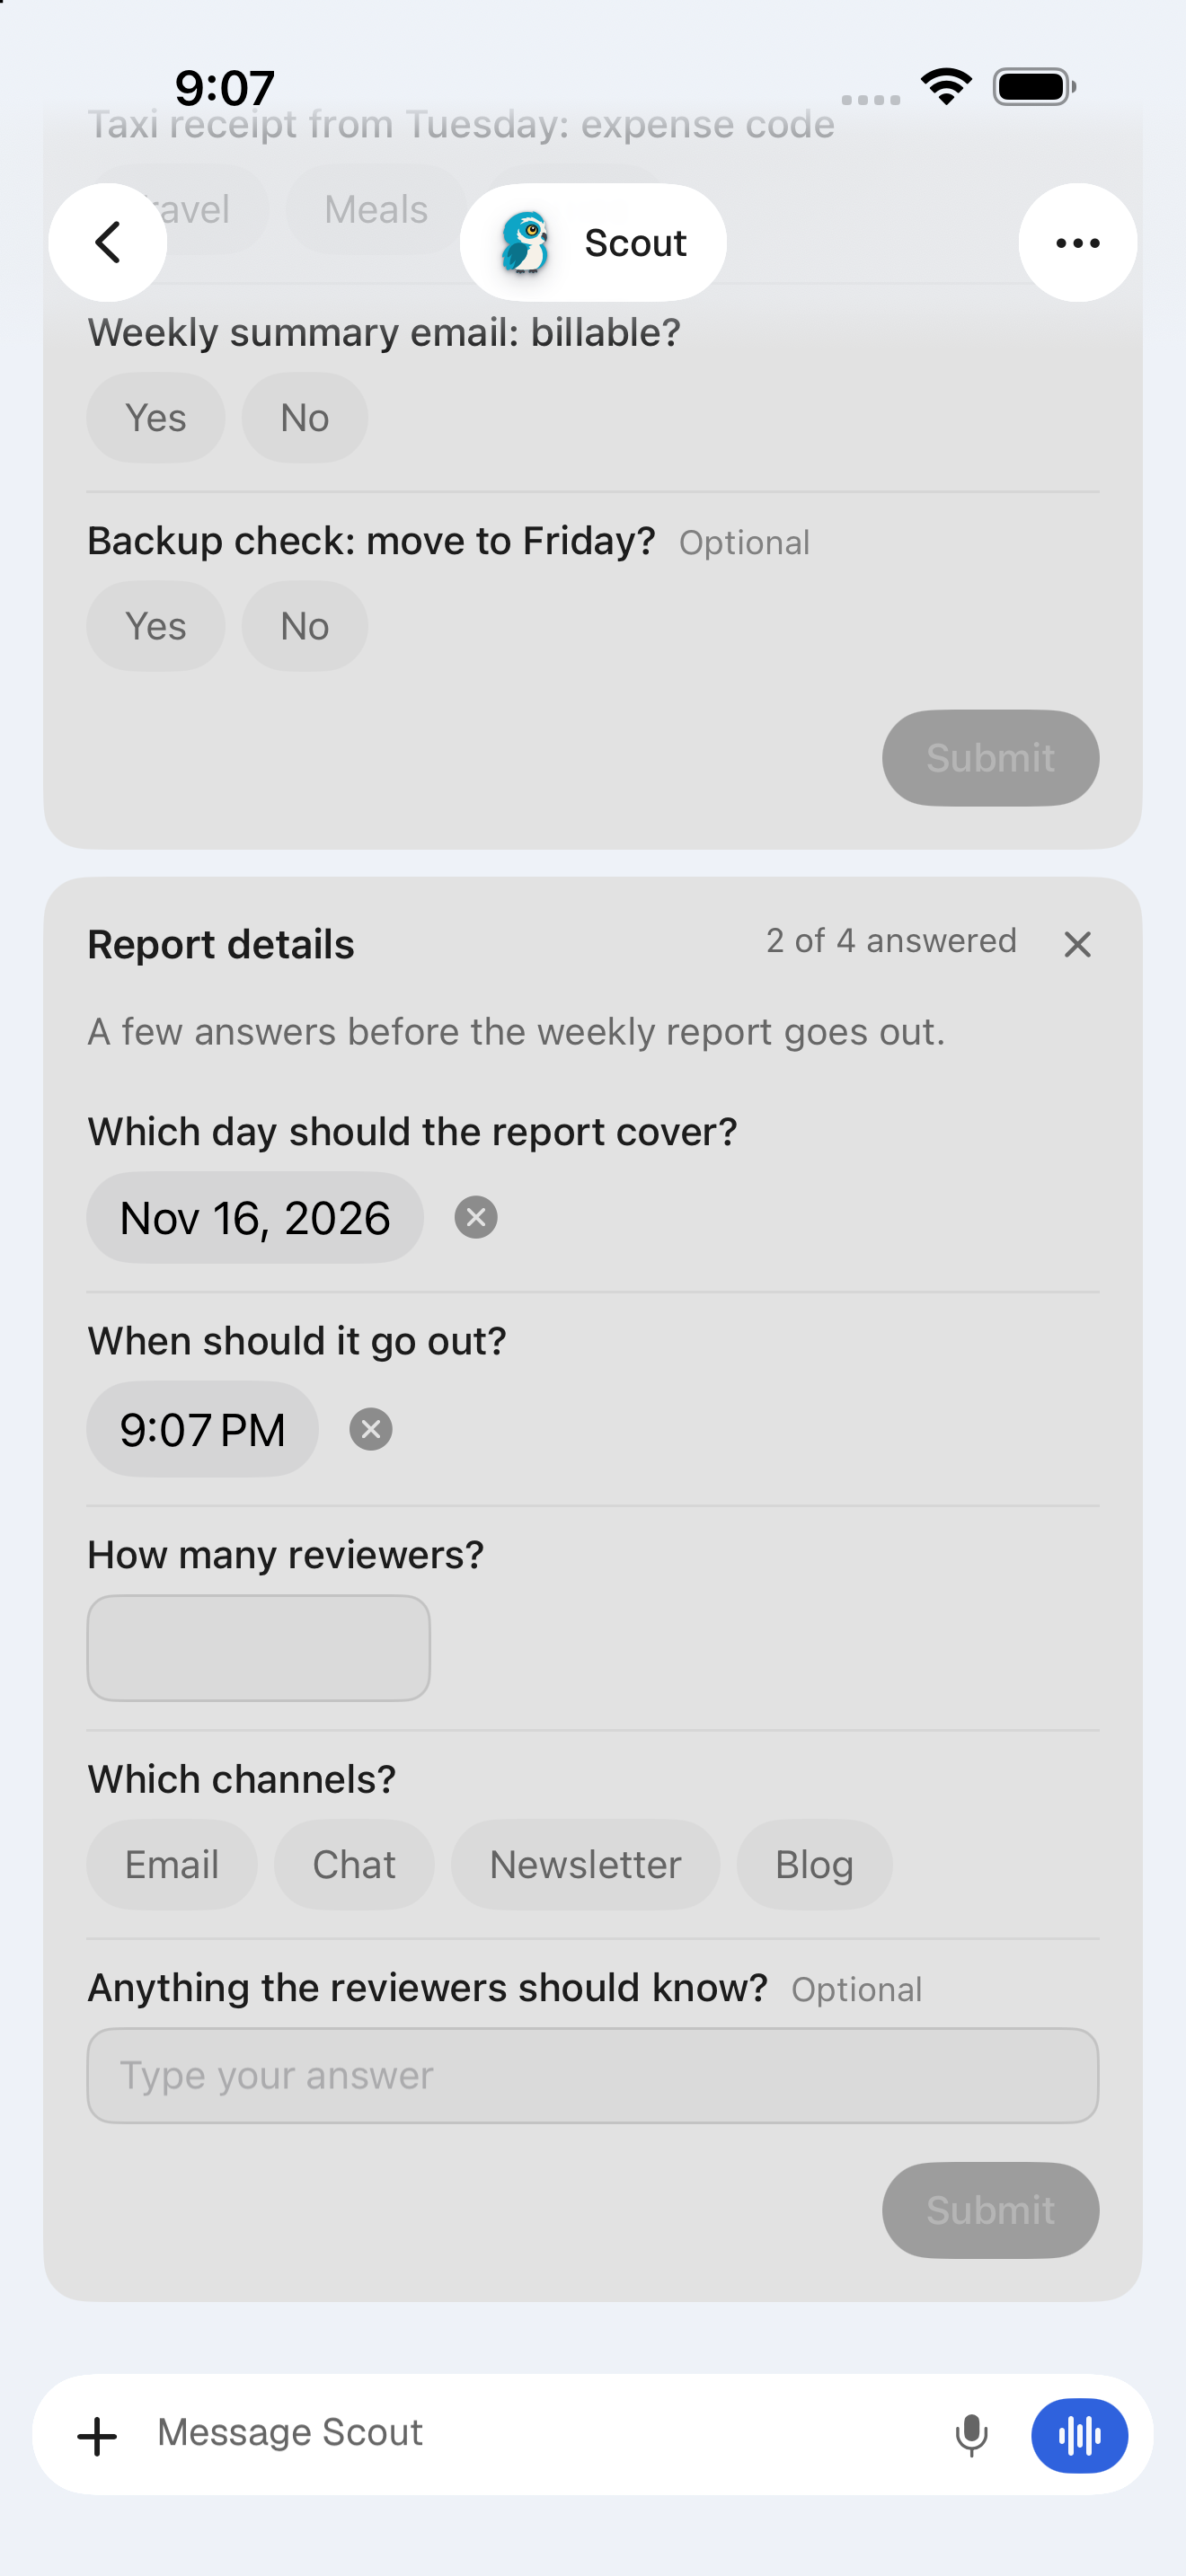 9:07
Taxi receipt from Tuesday: expense code
Meals
Scout
Weekly summary email: billable?
Yes No
Backup check: move to Friday? Optional
Yes No
Submit
Report details 2 of 4 answered
A few answers before the weekly report goes out.
Which day should the report cover?
Nov 16, 2026
When should it go out?
9:07 PM
How many reviewers?
Which channels?
Email Chat Newsletter Blog
Anything the reviewers should know? Optional
Type your answer
Submit
Message Scout